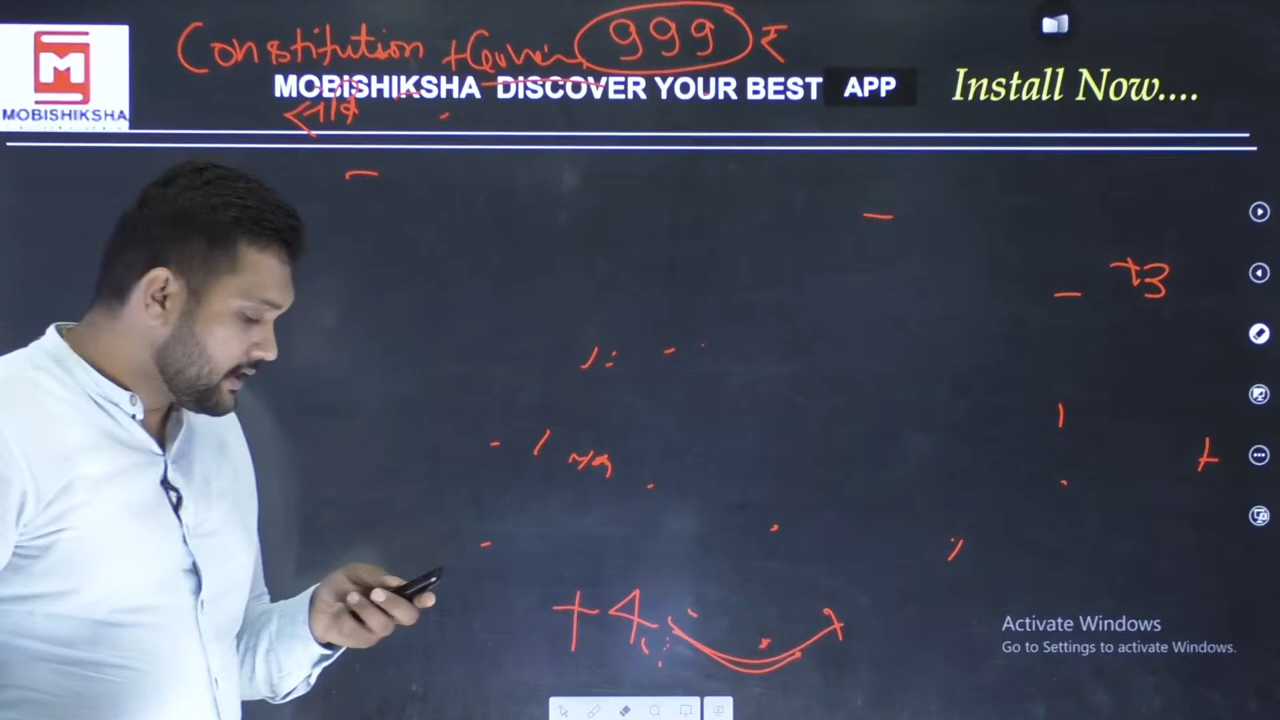 Constitution + 999 ₹
MOBISHIKSHA DISCOVER YOUR BEST APP Install Now....
M
MOBISHIKSHA
+3
+4
Activate Windows
Go to Settings to activate Windows.